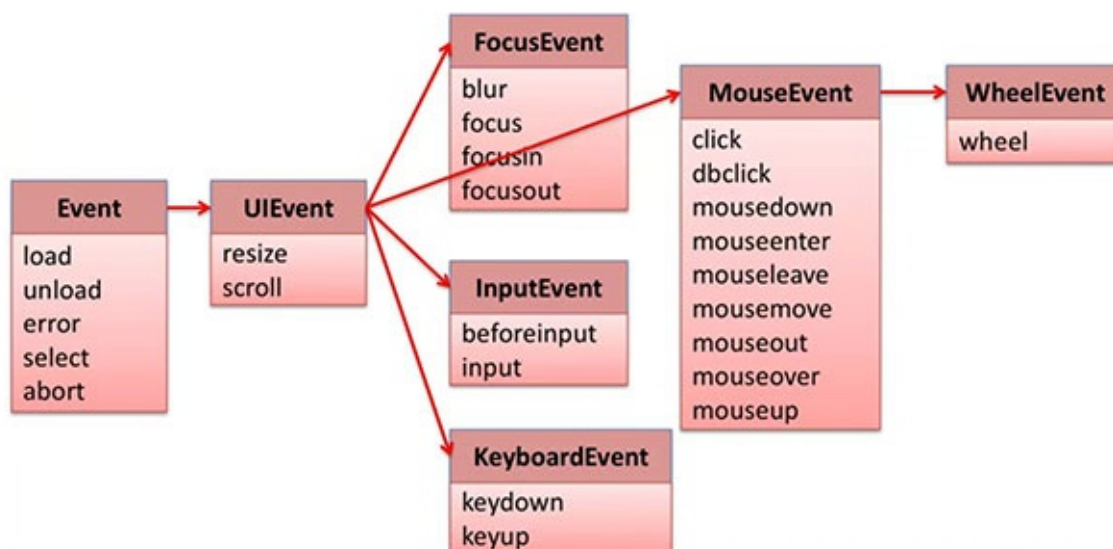 Event
load
unload
error
select
abort
UIEvent
resize
scroll
FocusEvent
blur
focus
focusin
focusout
InputEvent
beforeinput
input
KeyboardEvent
keydown
keyup
MouseEvent
click
dbclick
mousedown
mouseenter
mouseleave
mousemove
mouseout
mouseover
mouseup
WheelEvent
wheel